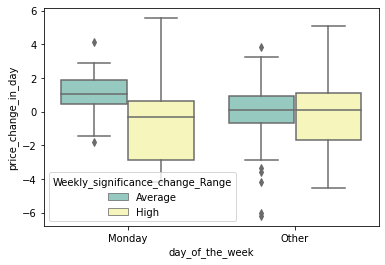 6
4
2
0
−2
−4
−6
price_change_in_day
Weekly_significance_change_Range
Average
High
Monday
Other
day_of_the_week